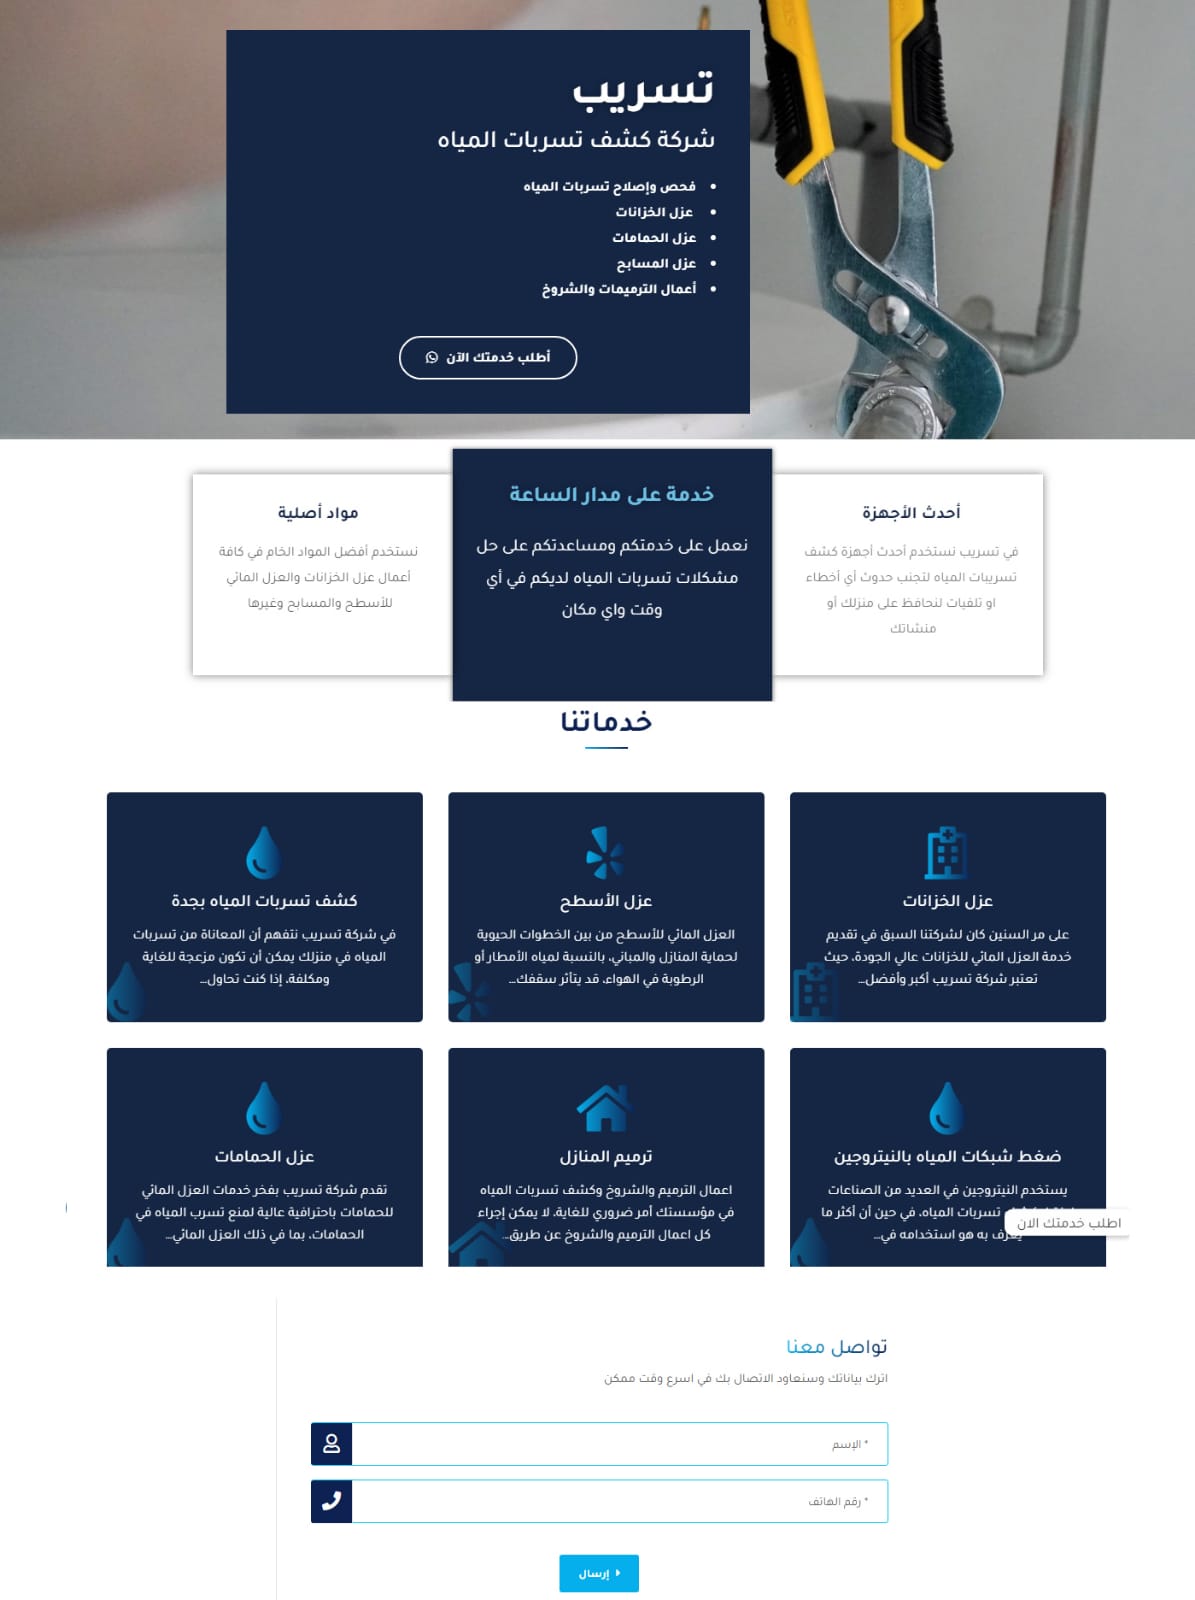 تسريب
شركة كشف تسربات المياه
• فحص وإصلاح تسربات المياه
• عزل الخزانات
• عزل الحمامات
• عزل المسابح
• أعمال الترميمات والشروخ
أطلب خدمتك الآن
أحدث الأجهزة
في تسريب نستخدم أحدث أجهزة كشف
تسريبات المياه لتجنب حدوث أي أخطاء
او تلفيات لنحافظ على منزلك أو
منشاتك
خدمة على مدار الساعة
نعمل على خدمتكم ومساعدتكم على حل
مشكلات تسربات المياه لديكم في أي
وقت واي مكان
مواد أصلية
نستخدم أفضل المواد الخام في كافة
أعمال عزل الخزانات والعزل المائي
للأسطح والمسابح وغيرها
خدماتنا
عزل الخزانات
على مر السنين كان لشركتنا السبق في تقديم
خدمة العزل المائي للخزانات عالي الجودة، حيث
تعتبر شركة تسريب أكبر وأفضل...
عزل الأسطح
العزل المائي للأسطح من بين الخطوات الحيوية
لحماية المنازل والمباني، بالنسبة لمياه الأمطار أو
الرطوبة في الهواء، قد يتأثر سقفك...
كشف تسربات المياه بجدة
في شركة تسريب نتفهم أن المعاناة من تسربات
المياه في منزلك يمكن أن تكون مزعجة للغاية
ومكلفة، إذا كنت تحاول...
ضغط شبكات المياه بالنيتروجين
يستخدم النيتروجين في العديد من الصناعات
تسربات المياه، في حين أن أكثر ما
يعرف به هو استخدامه في...
اطلب خدمتك الان
ترميم المنازل
اعمال الترميم والشروخ وكشف تسربات المياه
في مؤسستك أمر ضروري للغاية، لا يمكن إجراء
كل اعمال الترميم والشروخ عن طريق...
عزل الحمامات
تقدم شركة تسريب بفخر خدمات العزل المائي
للحمامات باحترافية عالية لمنع تسرب المياه في
الحمامات، بما في ذلك العزل المائي...
تواصل معنا
اترك بياناتك وسنعاود الاتصال بك في اسرع وقت ممكن
* الإسم
* رقم الهاتف
إرسال